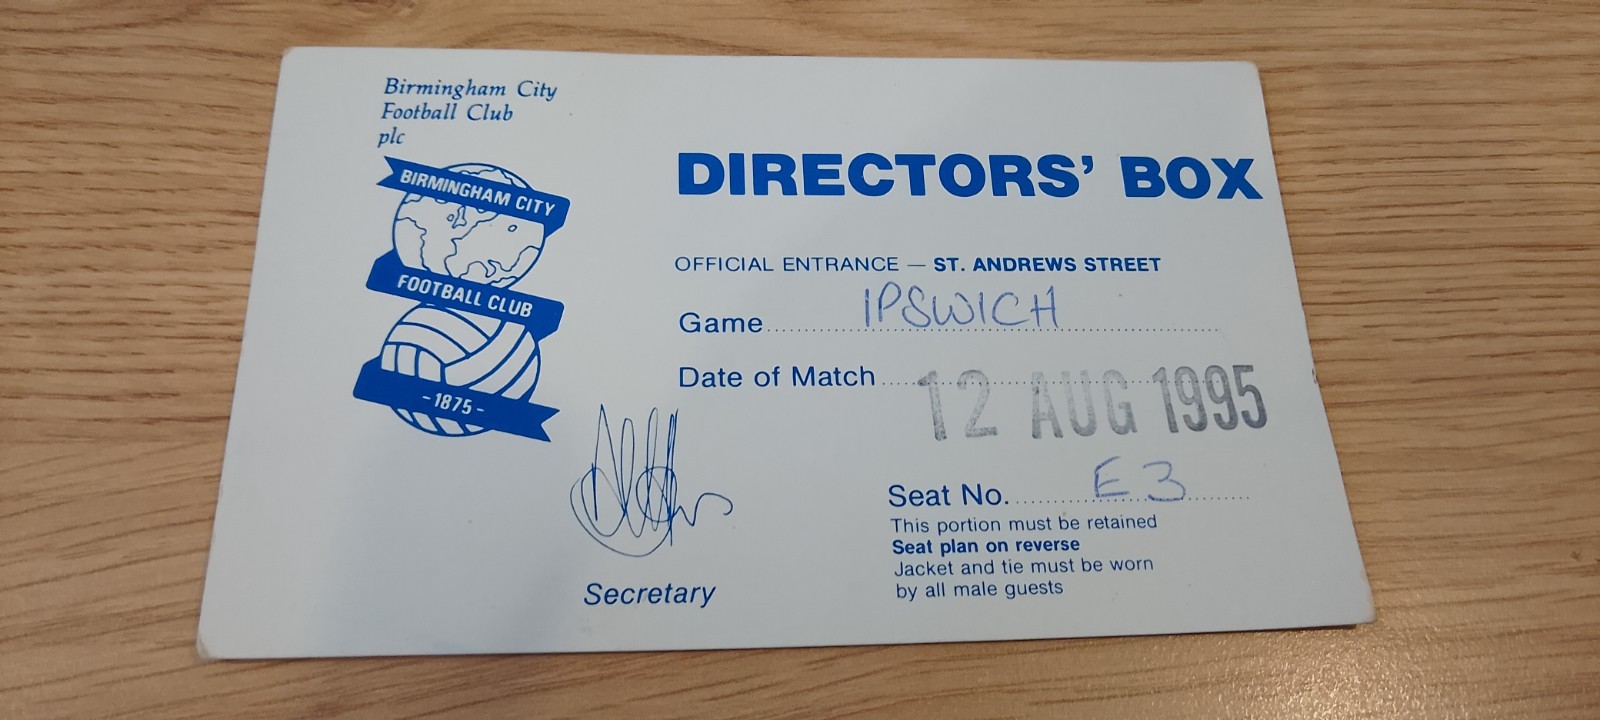 Birmingham City
Football Club
plc
BIRMINGHAM CITY
FOOTBALL CLUB
- 1875 -
DIRECTORS' BOX
OFFICIAL ENTRANCE — ST. ANDREWS STREET
Game IPSWICH
Date of Match 12 AUG 1995
Seat No. E3
This portion must be retained
Seat plan on reverse
Jacket and tie must be worn
by all male guests
Secretary